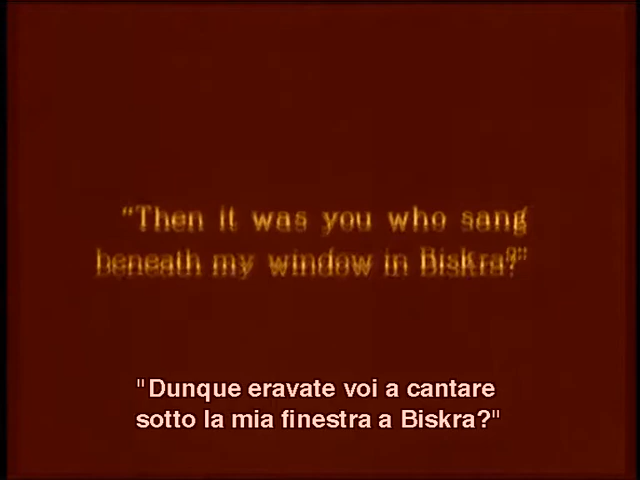 "Then it was you who sang
beneath my window in Biskra?"
"Dunque eravate voi a cantare
sotto la mia finestra a Biskra?"